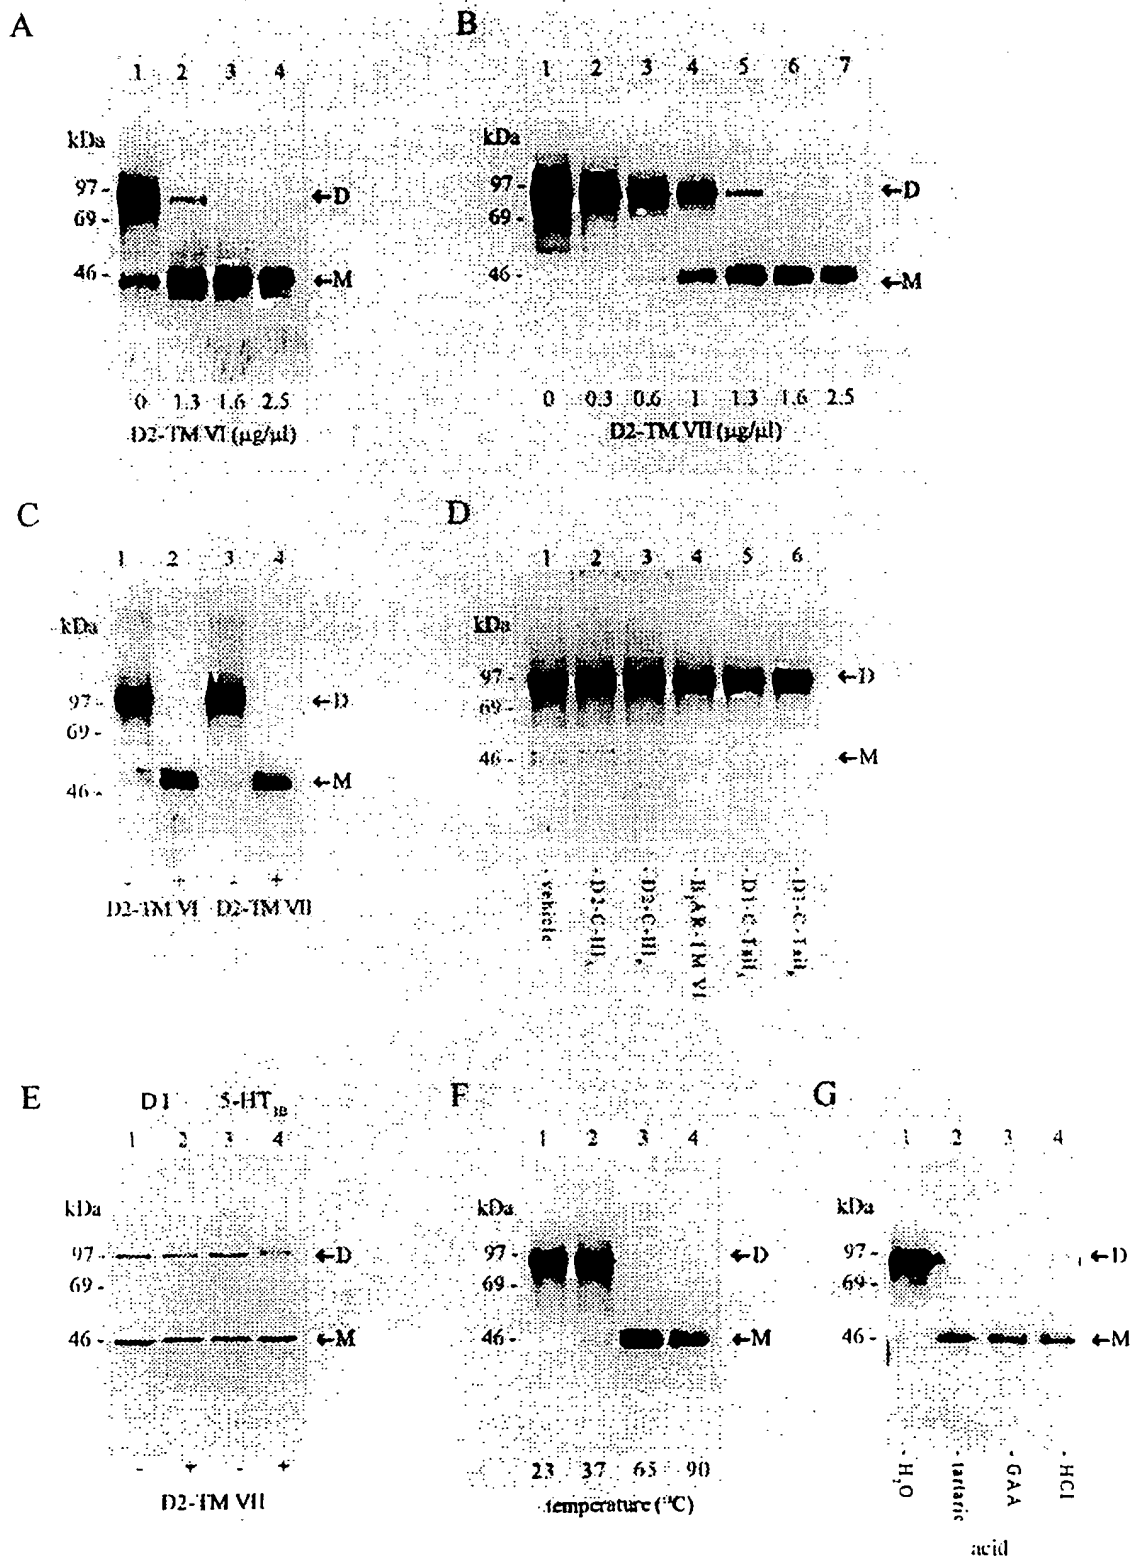 A
1 2 3 4
kDa
97 -
69 -
46 -
←D
←M
0 1.3 1.6 2.5
D2-TM VI (μg/μl)
B
1 2 3 4 5 6 7
kDa
97 -
69 -
46 -
←D
←M
0 0.3 0.6 1 1.3 1.6 2.5
D2-TM VII (μg/μl)
C
1 2 3 4
kDa
97 -
69 -
46 -
←D
←M
- + - +
D2-TM VI D2-TM VII
D
1 2 3 4 5 6
kDa
97 -
69 -
46 -
←D
←M
- vehicle
E
D1 5-HT1B
1 2 3 4
kDa
97 -
69 -
46 -
←D
←M
- + - +
D2-TM VII
F
1 2 3 4
kDa
97 -
69 -
46 -
←D
←M
23 37 65 90
temperature (°C)
G
1 2 3 4
kDa
97 -
69 -
46 -
←D
←M
- H₂O
- tartaric
- GAA
- HCl
acid